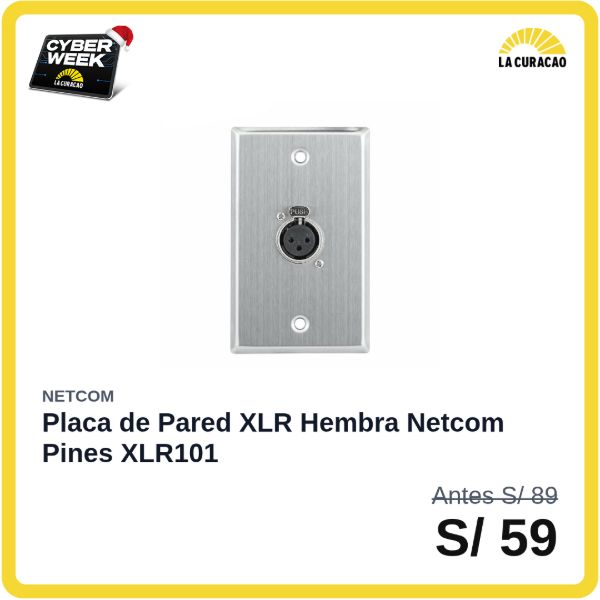 CYBER
WEEK
LA CURACAO
LA CURACAO
PUSH
NETCOM
Placa de Pared XLR Hembra Netcom
Pines XLR101
Antes S/ 89
S/ 59